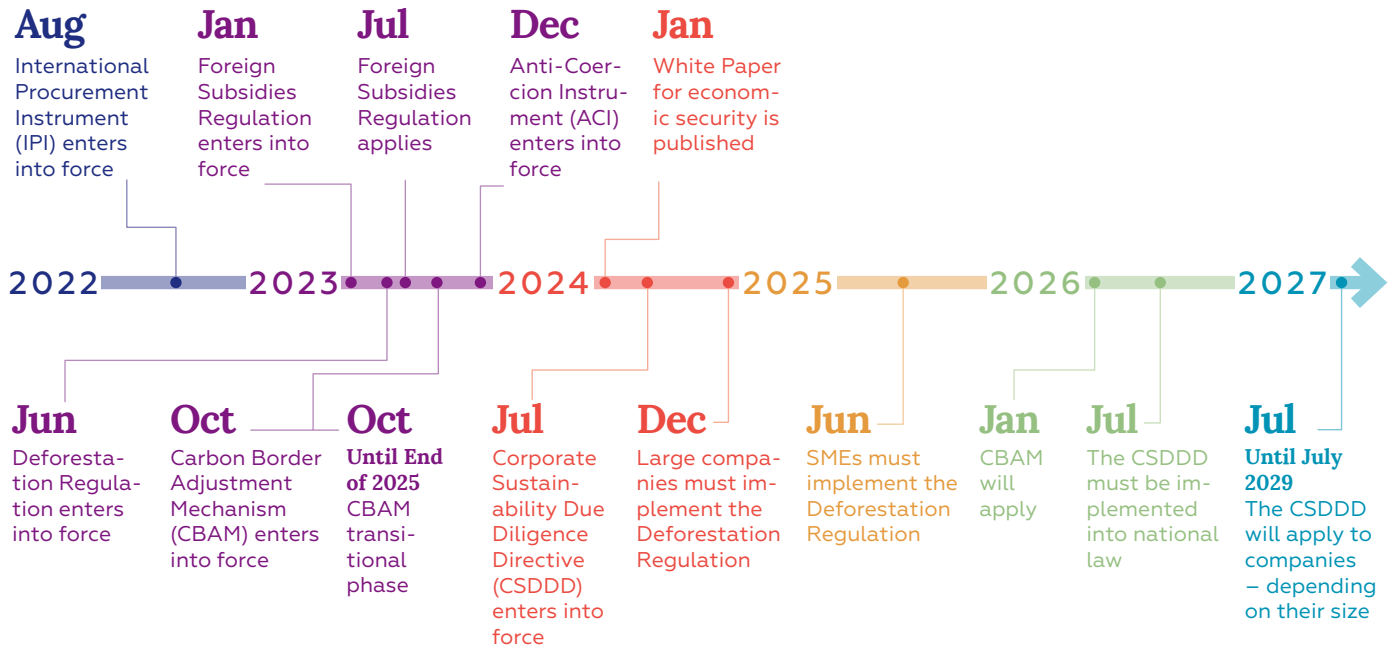 Aug
International
Procurement
Instrument
(IPI) enters
into force
Jan
Foreign
Subsidies
Regulation
enters into
force
Jul
Foreign
Subsidies
Regulation
applies
Dec
Anti-Coer-
cion Instru-
ment (ACI)
enters into
force
Jan
White Paper
for econom-
ic security is
published
2022 2023 2024 2025 2026 2027
Jun
Deforesta-
tion Regula-
tion enters
into force
Oct
Carbon Border
Adjustment
Mechanism
(CBAM) enters
into force
Oct
Until End
of 2025
CBAM
transi-
tional
phase
Jul
Corporate
Sustain-
ability Due
Diligence
Directive
(CSDDD)
enters into
force
Dec
Large compa-
nies must im-
plement the
Deforestation
Regulation
Jun
SMEs must
implement the
Deforestation
Regulation
Jan
CBAM
will
apply
Jul
The CSDDD
must be im-
plemented
into national
law
Jul
Until July
2029
The CSDDD
will apply to
companies
– depending
on their size